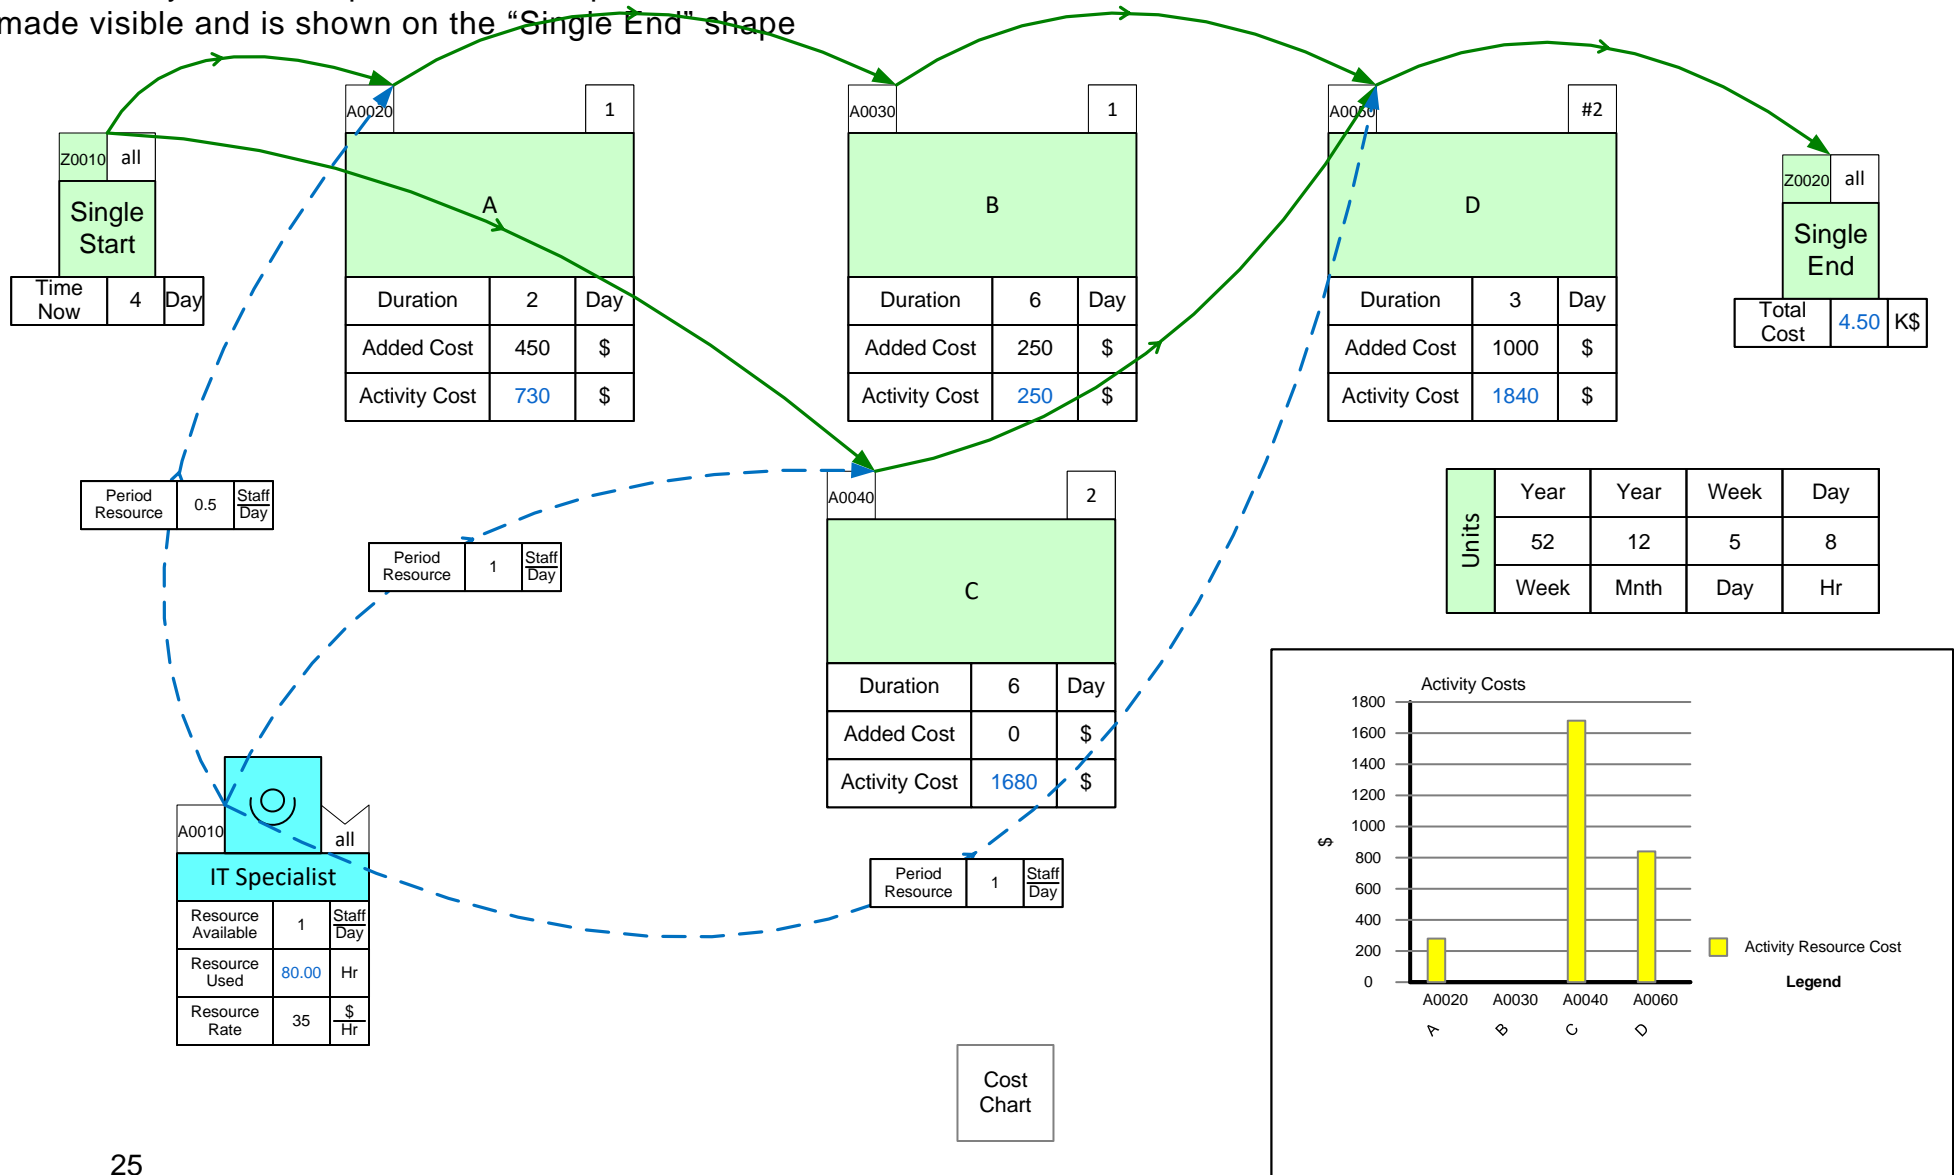 made visible and is shown on the “Single End” shape
Z0010 all
Single
Start
Time
Now
4 Day
A0020 1
A
Duration 2 Day
Added Cost 450 $
Activity Cost 730 $
A0030 1
B
Duration 6 Day
Added Cost 250 $
Activity Cost 250 $
#2
D
Duration 3 Day
Added Cost 1000 $
Activity Cost 1840 $
Z0020 all
Single
End
Total
Cost
4.50 K$
Period
Resource
0.5
Staff
Day
Period
Resource
1
Staff
Day
A0040 2
C
Duration 6 Day
Added Cost 0 $
Activity Cost 1680 $
Units
Year Year Week Day
52 12 5 8
Week Mnth Day Hr
A0010 all
IT Specialist
Resource
Available
1
Staff
Day
Resource
Used
80.00 Hr
Resource
Rate
35
$
Hr
Period
Resource
1
Staff
Day
Activity Costs
1800
1600
1400
1200
1000
800
600
400
200
0
$
A0020 A0030 A0040 A0060
A B C D
Activity Resource Cost
Legend
Cost
Chart
25